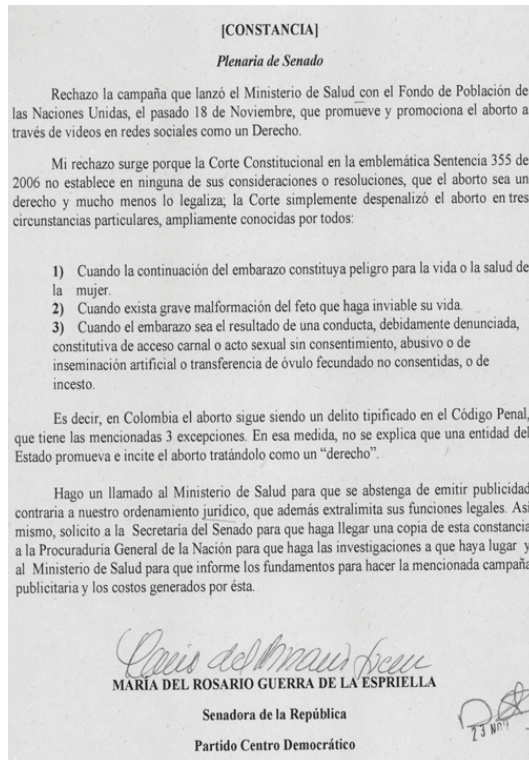 [CONSTANCIA]
Plenaria de Senado
Rechazo la campaña que lanzó el Ministerio de Salud con el Fondo de Población de
las Naciones Unidas, el pasado 18 de Noviembre, que promueve y promociona el aborto a
través de videos en redes sociales como un Derecho.
Mi rechazo surge porque la Corte Constitucional en la emblemática Sentencia 355 de
2006 no establece en ninguna de sus consideraciones o resoluciones, que el aborto sea un
derecho y mucho menos lo legaliza; la Corte simplemente despenalizó el aborto en tres
circunstancias particulares, ampliamente conocidas por todos:
1) Cuando la continuación del embarazo constituya peligro para la vida o la salud de
la mujer.
2) Cuando exista grave malformación del feto que haga inviable su vida.
3) Cuando el embarazo sea el resultado de una conducta, debidamente denunciada,
constitutiva de acceso carnal o acto sexual sin consentimiento, abusivo o de
inseminación artificial o transferencia de óvulo fecundado no consentidas, o de
incesto.
Es decir, en Colombia el aborto sigue siendo un delito tipificado en el Código Penal,
que tiene las mencionadas 3 excepciones. En esa medida, no se explica que una entidad del
Estado promueva e incite el aborto tratándolo como un “derecho”.
Hago un llamado al Ministerio de Salud para que se abstenga de emitir publicidad
contraria a nuestro ordenamiento jurídico, que además extralimita sus funciones legales. Así
mismo, solicito a la Secretaría del Senado para que haga llegar una copia de esta constancia
a la Procuraduría General de la Nación para que haga las investigaciones a que haya lugar y
al Ministerio de Salud para que informe los fundamentos para hacer la mencionada campaña
publicitaria y los costos generados por ésta.
MARÍA DEL ROSARIO GUERRA DE LA ESPRIELLA
Senadora de la República
23 NOV
Partido Centro Democrático